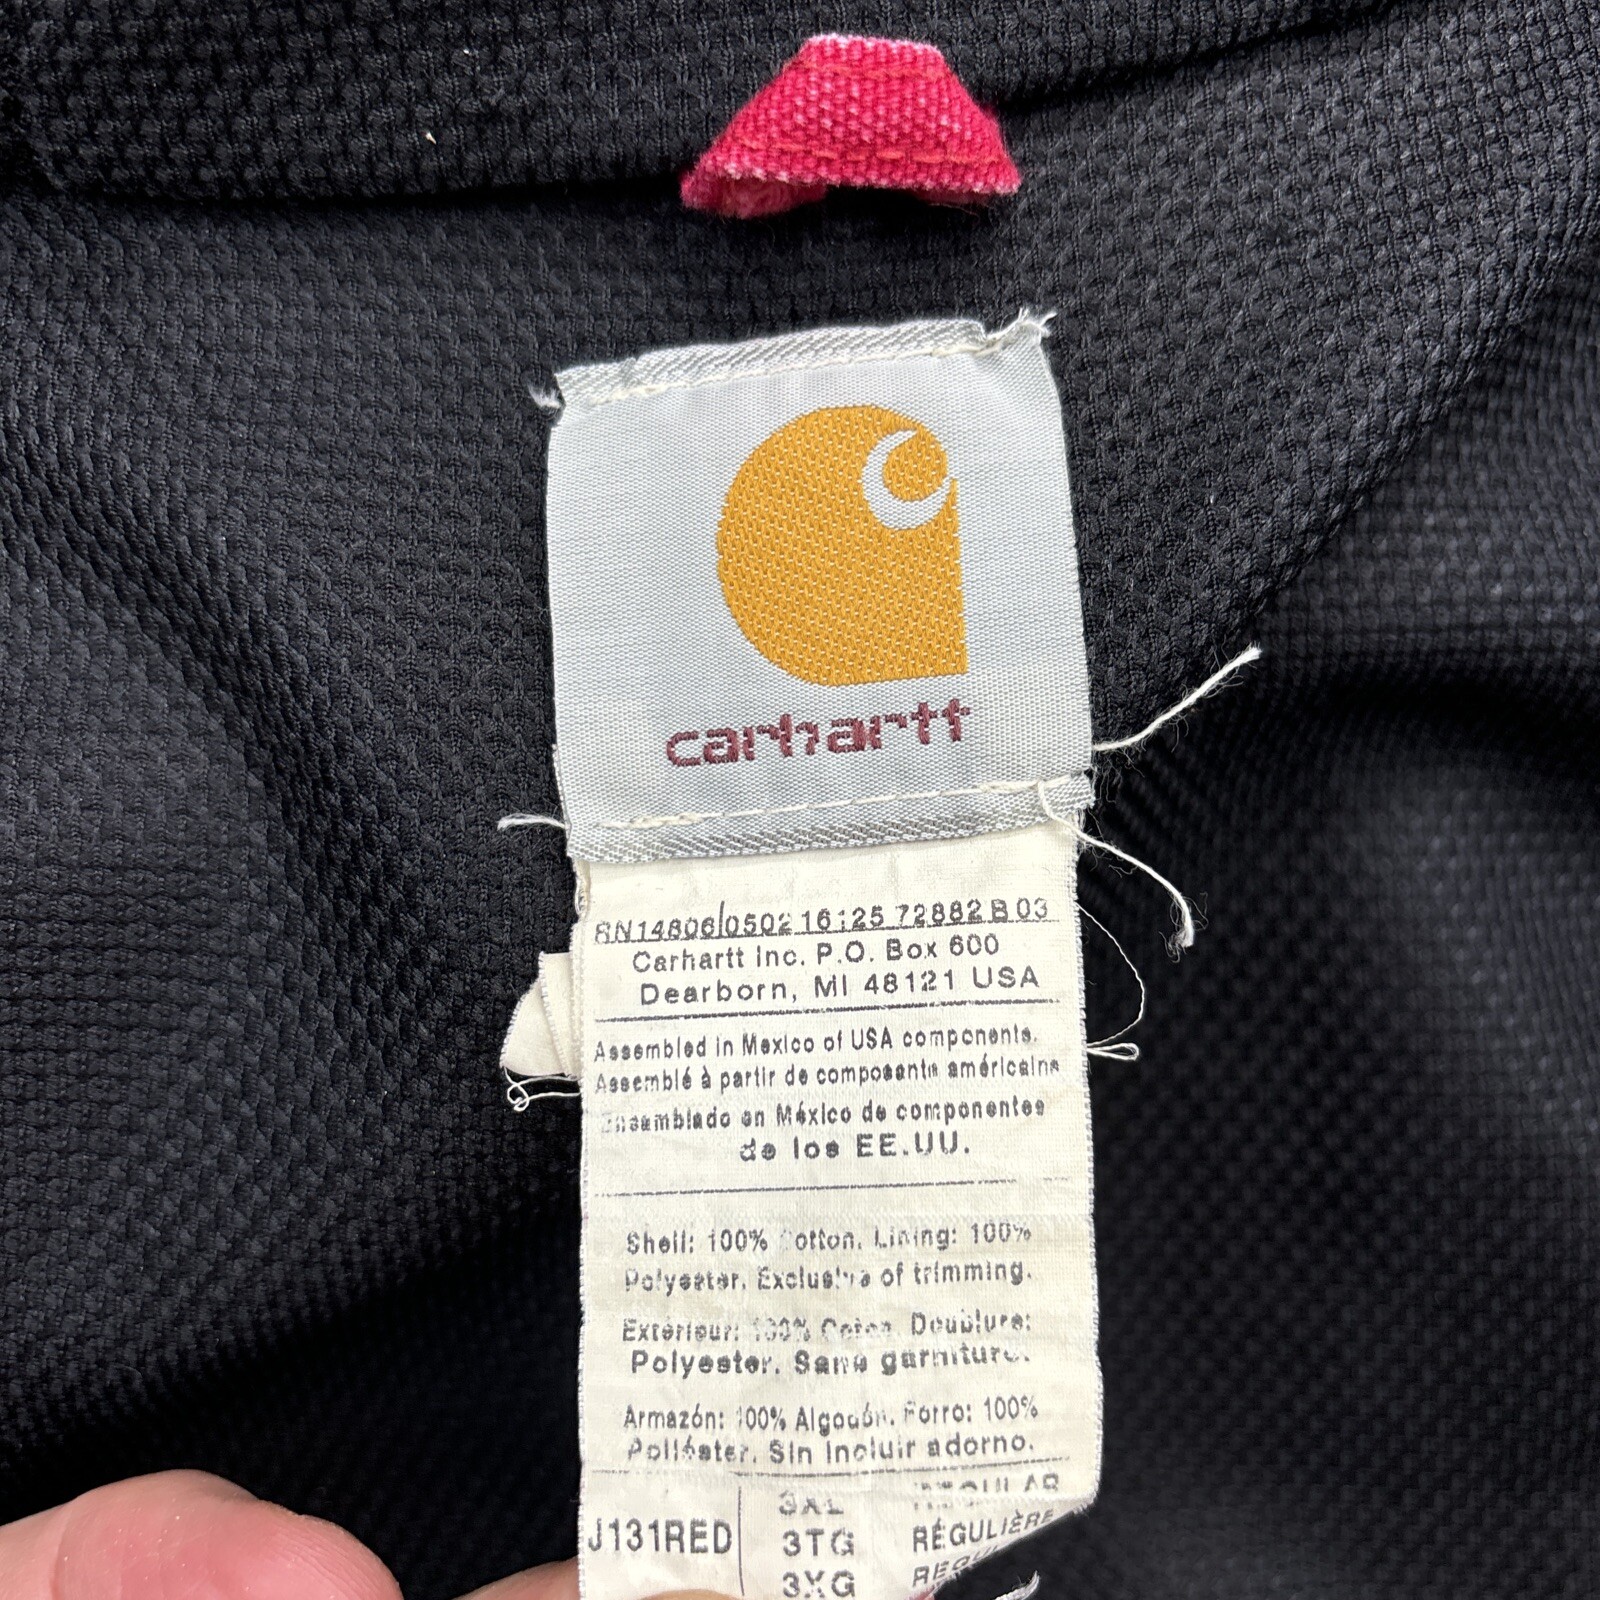 carhartt
RN14806/0502 16:25 72882 B 03
Carhartt Inc. P.O. Box 600
Dearborn, MI 48121 USA
Assembled in Mexico of USA components.
Assemblé à partir de composants américains
Ensamblado en México de componentes
de los EE.UU.
Shell: 100% Cotton. Lining: 100%
Polyester. Exclusive of trimming.
Extérieur: 100% Coton. Doublure:
Polyester. Sans garniture.
Armazón: 100% Algodón. Forro: 100%
Poliéster. Sin incluir adorno.
J131RED
3XL REGULAR
3TG RÉGULIÈRE
3XG